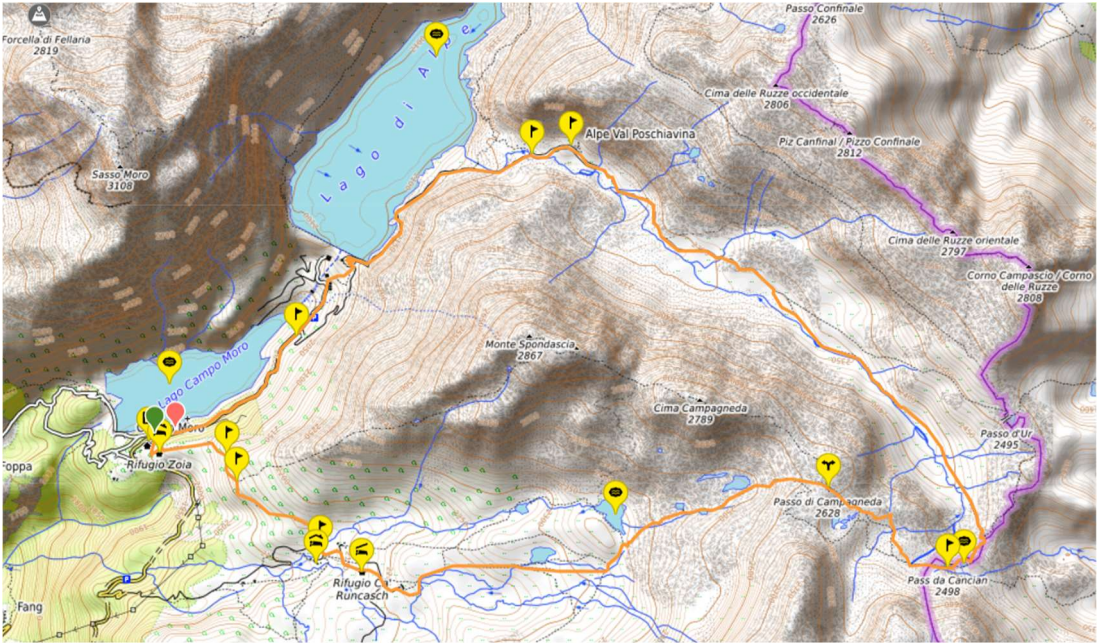 Passo Confinale
2626
Forcella di Fellaria
2819
Lago di Alpe
Cima delle Ruzze occidentale
2806
Alpe Val Poschiavina
Piz Canfinal / Pizzo Confinale
2812
Sasso Moro
3108
Cima delle Ruzze orientale
2797
Corno Campascio / Corno
delle Ruzze
2808
Monte Spondascia
2867
Lago Campo Moro
Cima Campagneda
2789
Moro
Passo d'Ur
2495
Foppa
Rifugio Zoia
Passo di Campagneda
2628
P
Rifugio Ca'
Runcasch
Pass da Cancian
2498
Fang